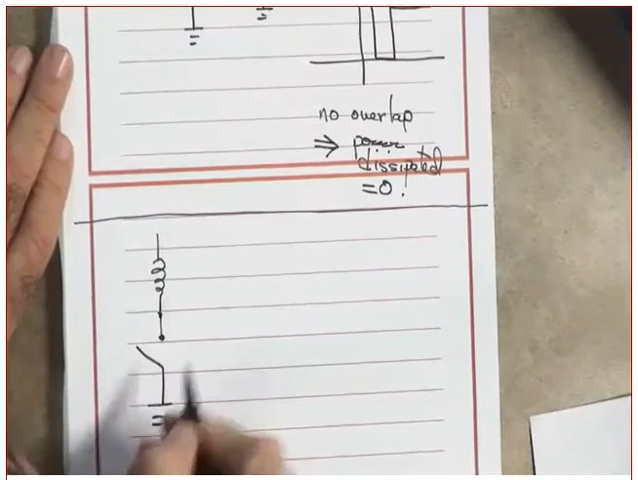 no overlap
⇒ power
dissipated
=0!